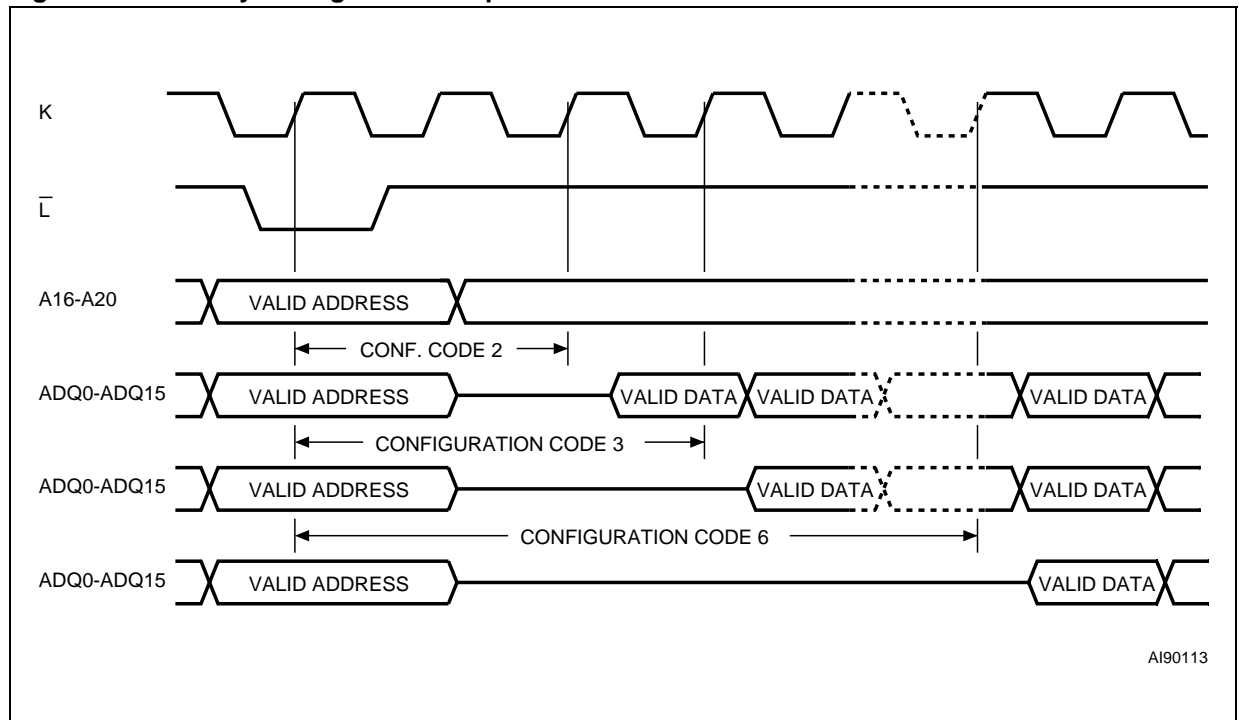 K
L
A16-A20
VALID ADDRESS
CONF. CODE 2
ADQ0-ADQ15
VALID ADDRESS
VALID DATA
VALID DATA
VALID DATA
CONFIGURATION CODE 3
ADQ0-ADQ15
VALID ADDRESS
VALID DATA
VALID DATA
CONFIGURATION CODE 6
ADQ0-ADQ15
VALID ADDRESS
VALID DATA
AI90113